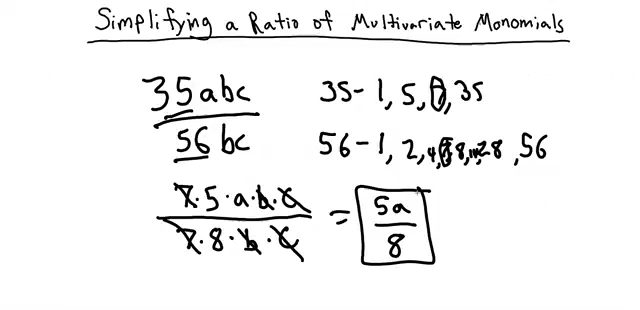 Simplifying a Ratio of Multivariate Monomials
35abc
56bc
35 - 1, 5, 7, 35
56 - 1, 2, 4, 7, 8, 14, 28, 56
7·5·a·b·c
7·8·b·c
=
5a
8